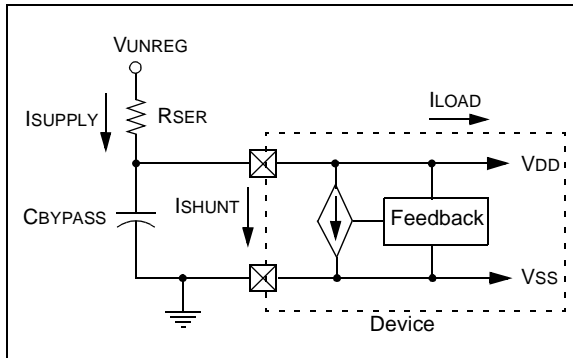 VUNREG
ILOAD
ISUPPLY
RSER
VDD
CBYPASS
ISHUNT
Feedback
VSS
Device